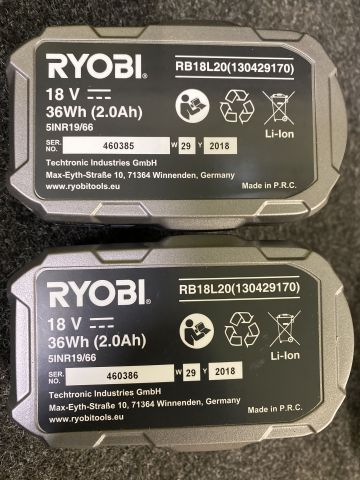 RYOBI. RB18L20(130429170)
18 V
36Wh (2.0Ah)
5INR19/66 Li-Ion
SER. NO. 460385 W 29 Y 2018
Techtronic Industries GmbH
Max-Eyth-Straße 10, 71364 Winnenden, Germany
www.ryobitools.eu Made in P.R.C.
RYOBI. RB18L20(130429170)
18 V
36Wh (2.0Ah)
5INR19/66 Li-Ion
SER. NO. 460386 W 29 Y 2018
Techtronic Industries GmbH
Max-Eyth-Straße 10, 71364 Winnenden, Germany
www.ryobitools.eu Made in P.R.C.